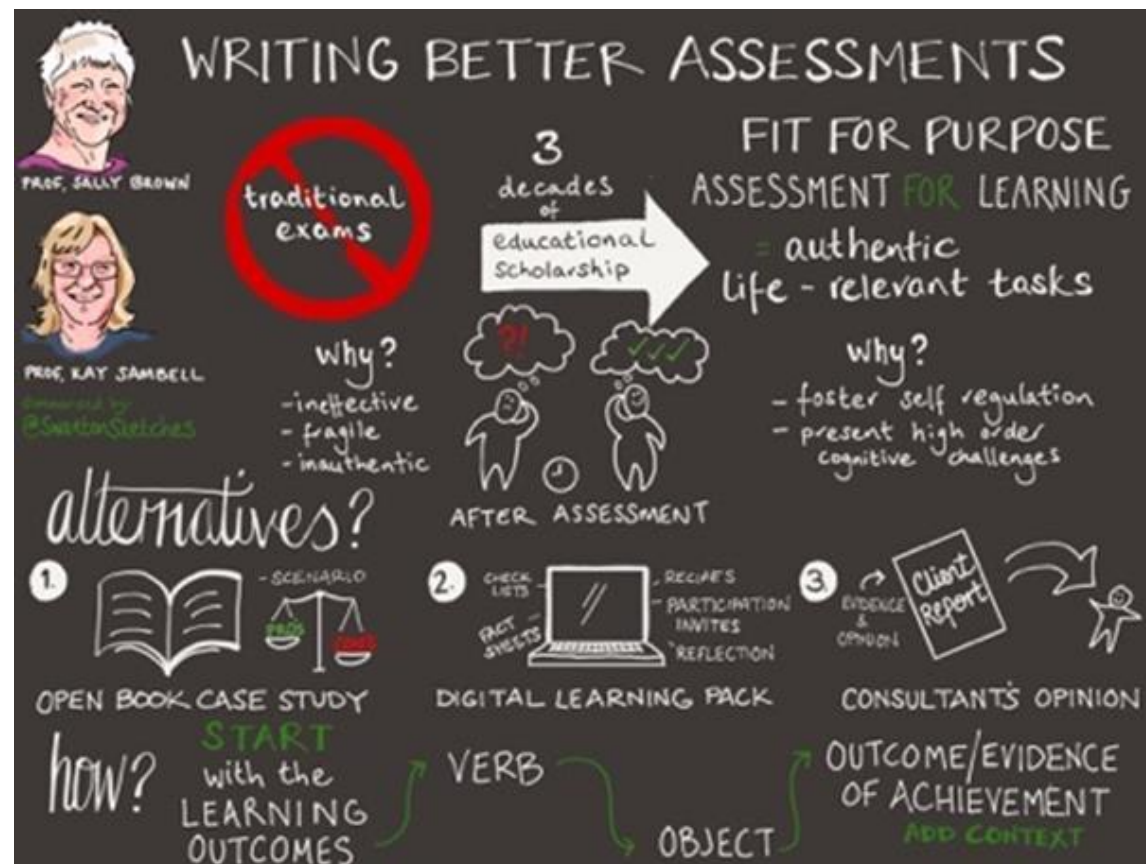 WRITING BETTER ASSESSMENTS
PROF. SALLY BROWN
PROF. KAY SAMBELL
@SwattonSketches
traditional
exams
why?
-ineffective
- fragile
- inauthentic
3
decades
of
educational
scholarship
?!
AFTER ASSESSMENT
FIT FOR PURPOSE
ASSESSMENT FOR LEARNING
= authentic
life - relevant tasks
why?
- foster self regulation
- present high order
cognitive challenges
alternatives?
1.
- SCENARIO
PROS
CONS
OPEN BOOK CASE STUDY
2.
CHECK
LISTS
FACT
SHEETS
RECIPES
PARTICIPATION
INVITES
REFLECTION
DIGITAL LEARNING PACK
3.
EVIDENCE
&
OPINION
Client
Report
CONSULTANT'S OPINION
how?
START
with the
LEARNING
OUTCOMES
VERB
OBJECT
OUTCOME/EVIDENCE
OF ACHIEVEMENT
ADD CONTEXT